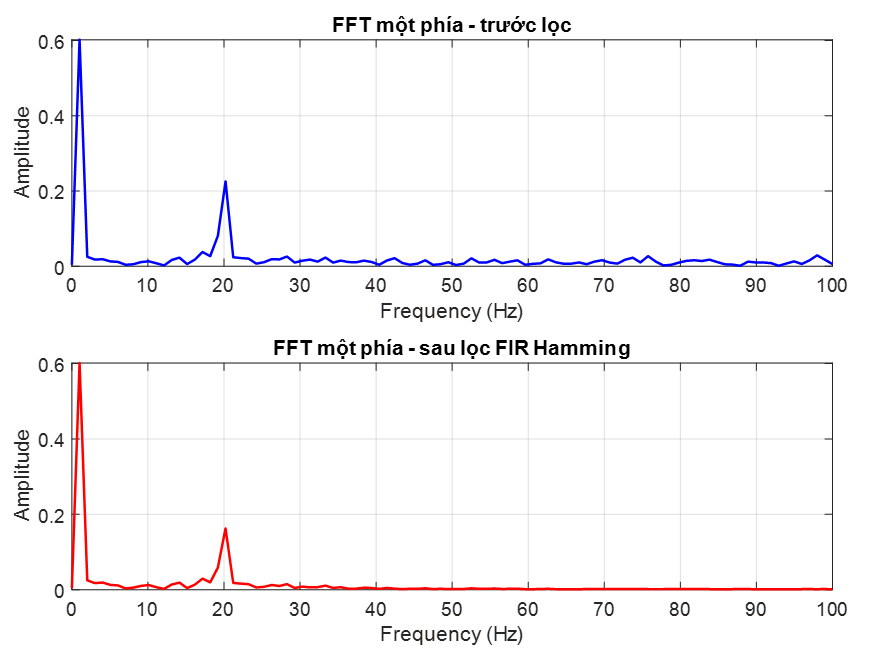 FFT một phía - trước lọc
Amplitude
0.6
0.4
0.2
0
0 10 20 30 40 50 60 70 80 90 100
Frequency (Hz)
FFT một phía - sau lọc FIR Hamming
Amplitude
0.6
0.4
0.2
0
0 10 20 30 40 50 60 70 80 90 100
Frequency (Hz)